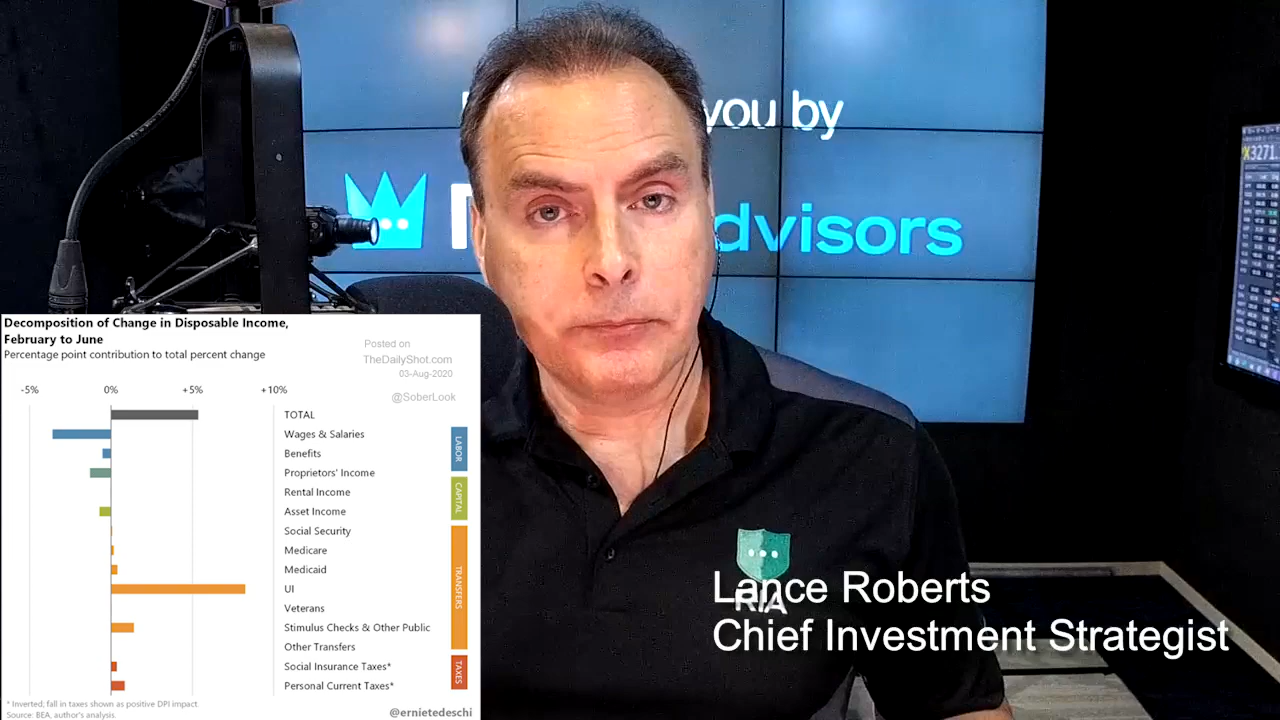 you by
dvisors
3271.
Decomposition of Change in Disposable Income,
February to June
Percentage point contribution to total percent change
Posted on
TheDailyShot.com
03-Aug-2020
@SoberLook
-5% 0% +5% +10%
TOTAL
Wages & Salaries
Benefits
Proprietors' Income
Rental Income
Asset Income
Social Security
Medicare
Medicaid
UI
Veterans
Stimulus Checks & Other Public
Other Transfers
Social Insurance Taxes*
Personal Current Taxes*
LABOR
CAPITAL
TRANSFERS
TAXES
* Inverted; fall in taxes shown as positive DPI impact
Source: BEA, author's analysis.
@ernietedeschi
RIA
Lance Roberts
Chief Investment Strategist